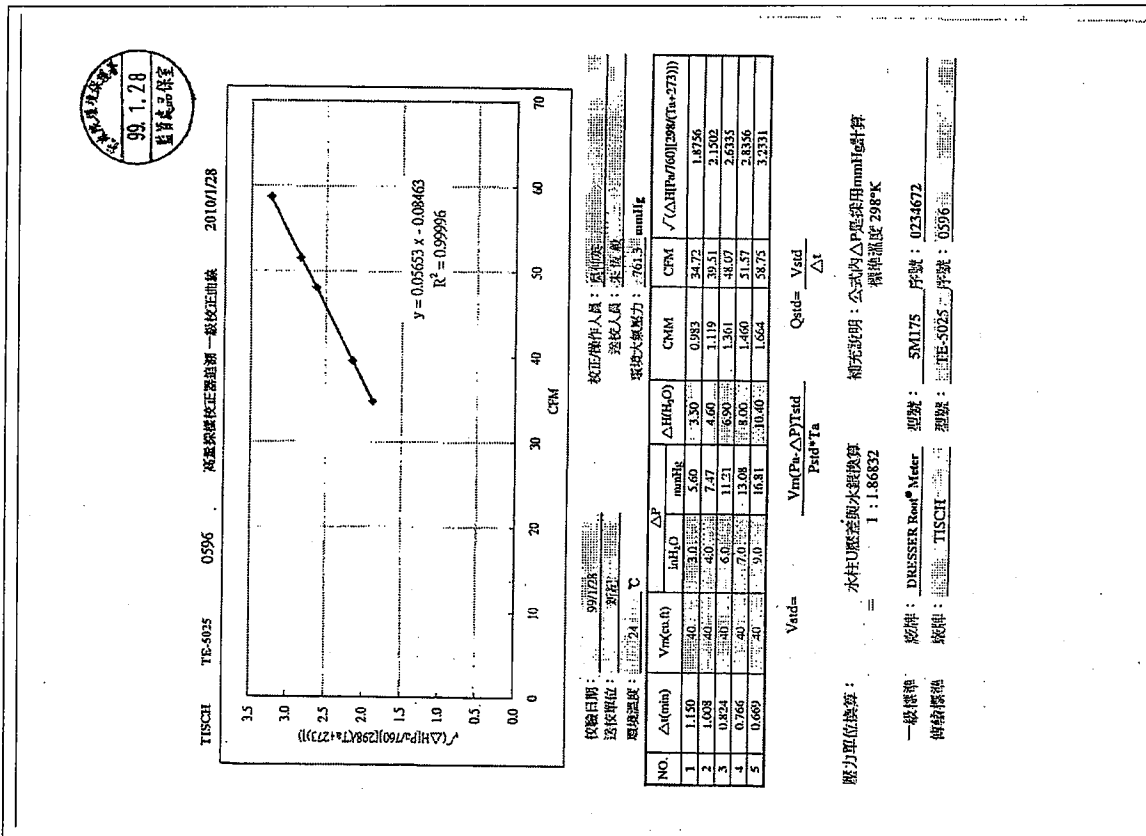 99. 1. 28
TISCH TE-5025 0596 高量採樣校正器追溯一級校正曲線 2010/1/28
√(△H[Pa/760][298/(Ta+273)])
3.5
3.0
2.5
2.0
1.5
1.0
0.5
0.0
y = 0.05653 x - 0.08463
R² = 0.99996
0 10 20 30 40 50 60 70
CFM
校驗日期： 99/1/28 校正/操作人員：
送校單位： 送校人員：
環境溫度： 24 ℃ 環境大氣壓力： 761.3 mmHg
NO. △t(min) Vm(cu.ft) △P △H(H₂O) CMM CFM √(△H[Pa/760][298/(Ta+273)])
inH₂O mmHg
1 1.150 40 3.0 5.60 3.30 0.983 34.72 1.8756
2 1.008 40 4.0 7.47 4.60 1.119 39.51 2.1502
3 0.824 40 6.0 11.21 6.90 1.361 48.07 2.6335
4 0.766 40 7.0 13.08 8.00 1.460 51.57 2.8356
5 0.669 40 9.0 16.81 10.40 1.664 58.75 3.2331
Vstd= Vm(Pa-△P)Tstd Qstd= Vstd
Pstd*Ta △t
壓力單位換算： 水柱U壓差與水銀換算 補充說明：公式內△P是採用mmHg計算
= 1：1.86832 標準溫度 298°K
一級標準 廠牌： DRESSER Root® Meter 型號： 5M175 序號： 0234672
傳輸標準 廠牌： TISCH 型號： TE-5025 序號： 0596